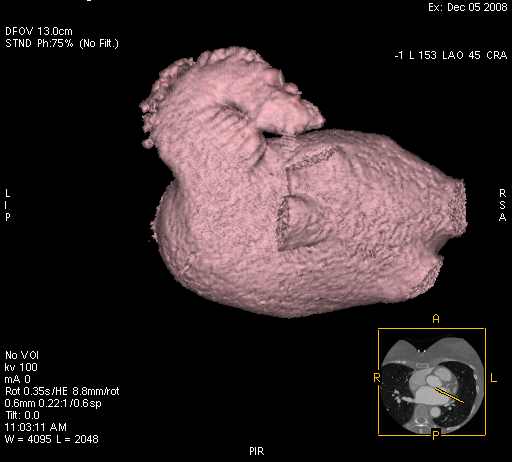 Ex: Dec 05 2008
DFOV 13.0cm
STND Ph:75% (No Filt.)
-1 L 153 LAO 45 CRA
L
I
P
R
S
A
A
R
L
P
No VOI
kv 100
mA 0
Rot 0.35s/HE 8.8mm/rot
0.6mm 0.22:1/0.6sp
Tilt: 0.0
11:03:11 AM
W = 4095 L = 2048
PIR